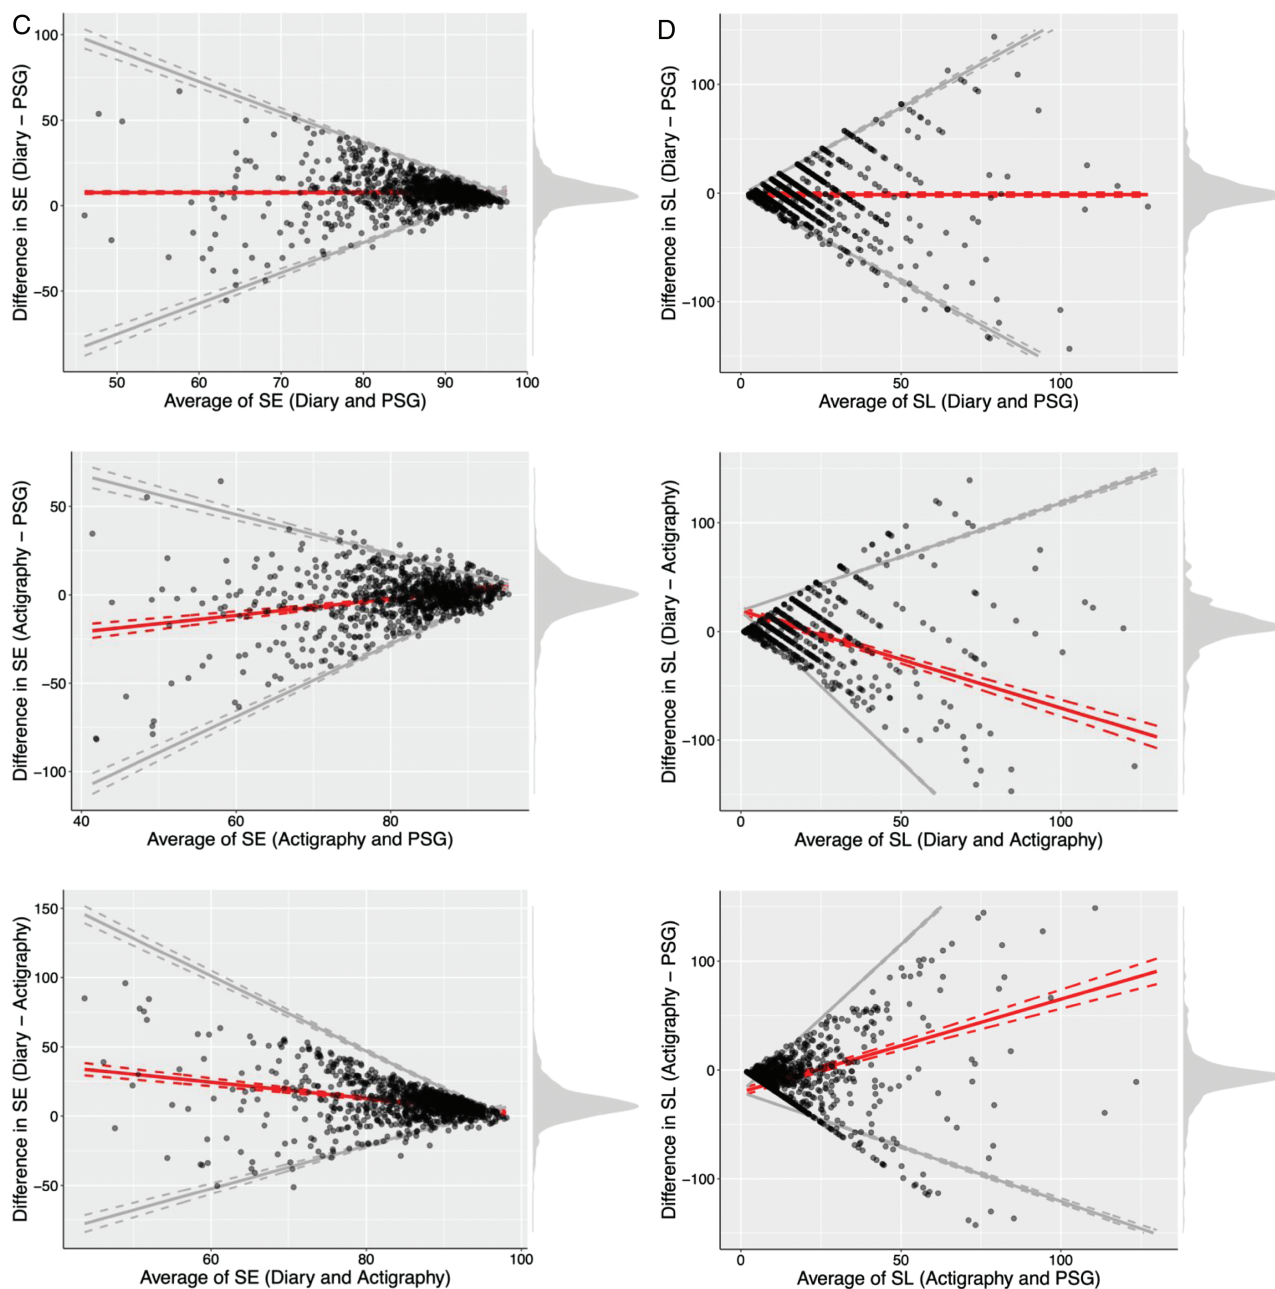 C
Difference in SE (Diary − PSG)
100
50
0
−50
50 60 70 80 90 100
Average of SE (Diary and PSG)
D
Difference in SL (Diary − PSG)
100
0
−100
0 50 100
Average of SL (Diary and PSG)
Difference in SE (Actigraphy − PSG)
50
0
−50
−100
40 60 80
Average of SE (Actigraphy and PSG)
Difference in SL (Diary − Actigraphy)
100
0
−100
0 50 100
Average of SL (Diary and Actigraphy)
Difference in SE (Diary − Actigraphy)
150
100
50
0
−50
60 80 100
Average of SE (Diary and Actigraphy)
Difference in SL (Actigraphy − PSG)
100
0
−100
0 50 100
Average of SL (Actigraphy and PSG)